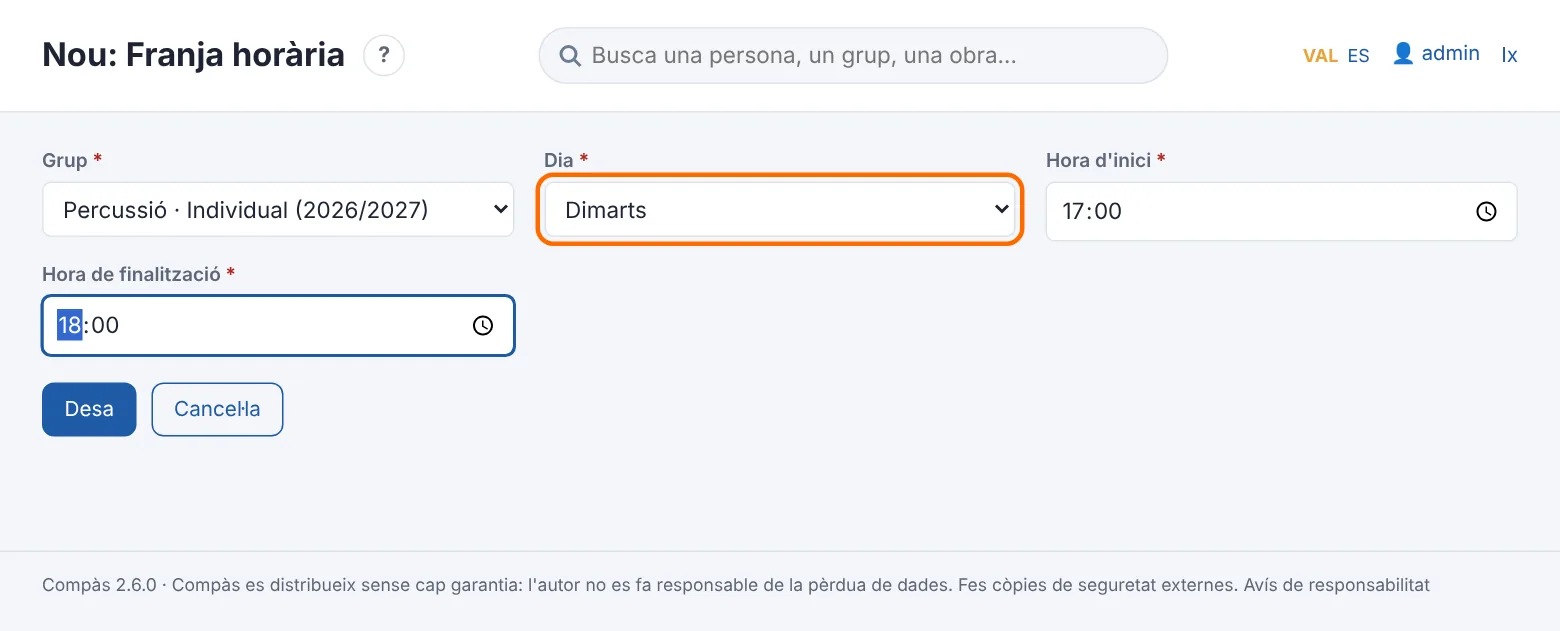 Nou: Franja horària ?
Busca una persona, un grup, una obra...
VAL ES admin Ix
Grup * Dia * Hora d'inici *
Percussió · Individual (2026/2027) Dimarts 17:00
Hora de finalització *
18:00
Desa Cancel·la
Compàs 2.6.0 · Compàs es distribueix sense cap garantia: l'autor no es fa responsable de la pèrdua de dades. Fes còpies de seguretat externes. Avís de responsabilitat